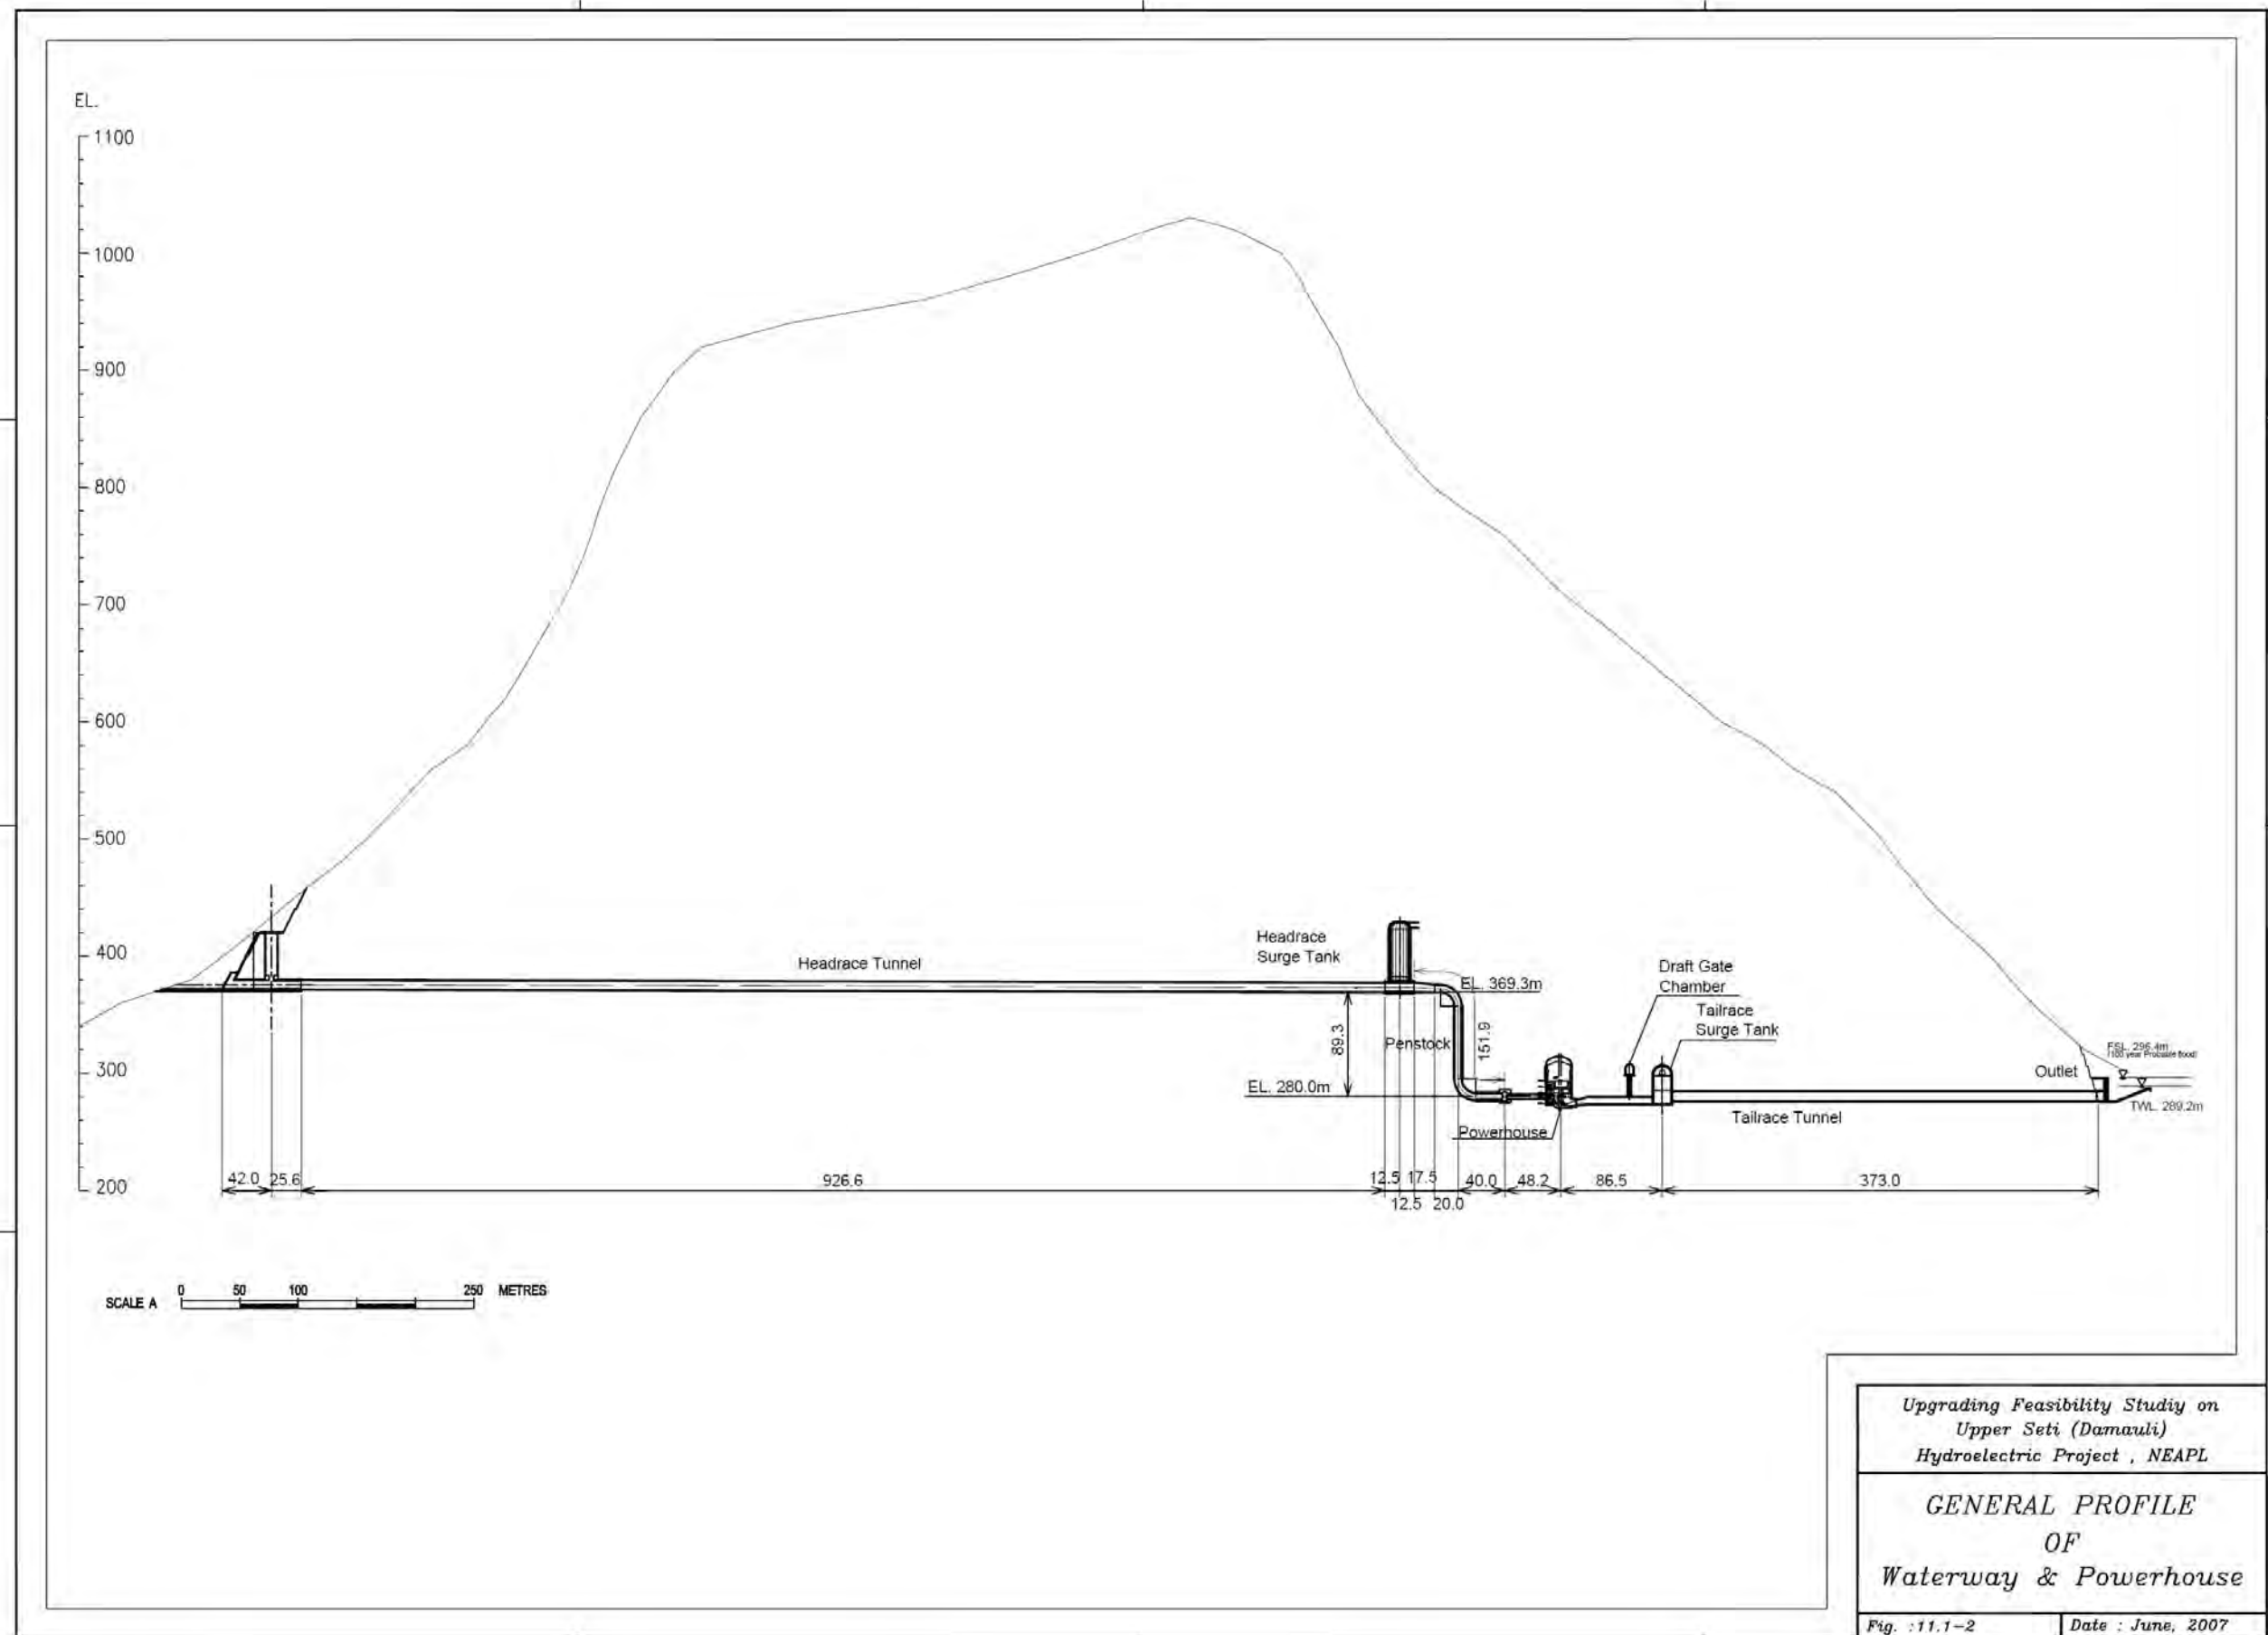 EL.
1100
1000
900
800
700
600
500
400
300
200
Headrace Tunnel
Headrace
Surge Tank
EL. 369.3m
89.3
Penstock
151.9
EL. 280.0m
Powerhouse
Draft Gate
Chamber
Tailrace
Surge Tank
Tailrace Tunnel
Outlet
FSL. 296.4m
(100 year Probable flood)
TWL. 289.2m
42.0 25.6 926.6 12.5 17.5 40.0 48.2 86.5 373.0
12.5 20.0
SCALE A 0 50 100 250 METRES
Upgrading Feasibility Studiy on
Upper Seti (Damauli)
Hydroelectric Project , NEAPL
GENERAL PROFILE
OF
Waterway & Powerhouse
Fig. :11.1-2 Date : June, 2007